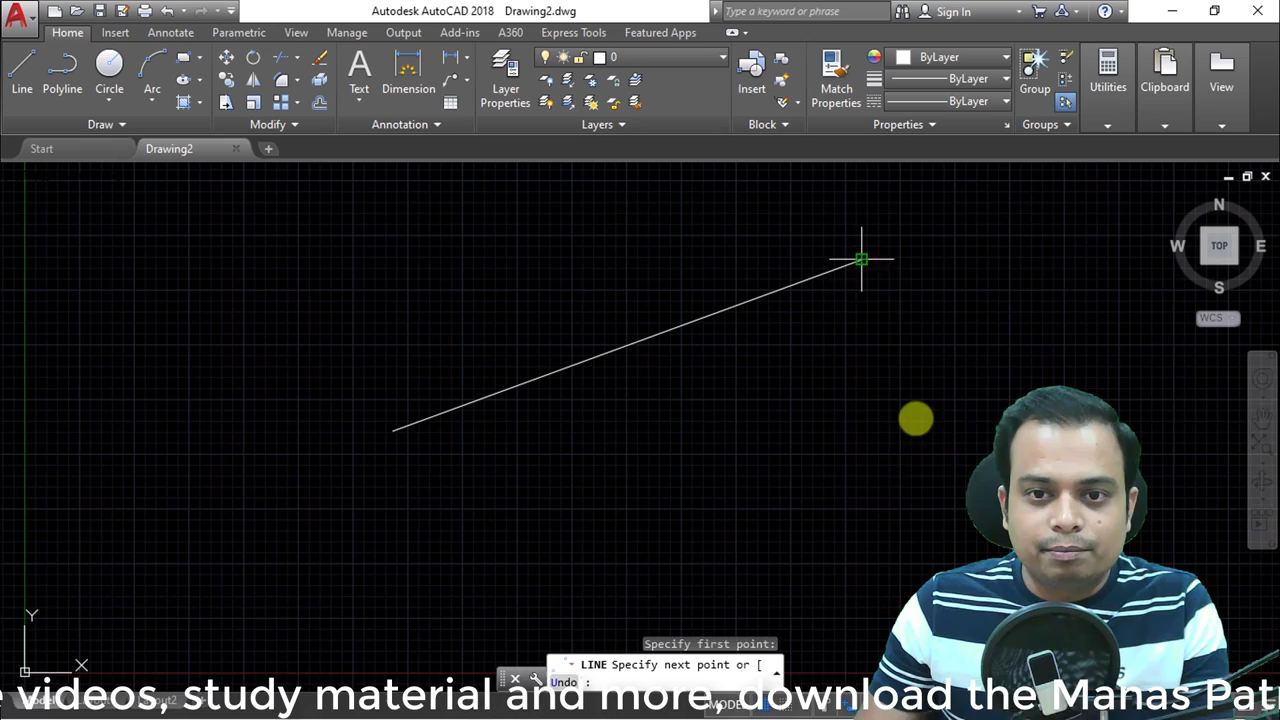 Autodesk AutoCAD 2018 Drawing2.dwg
Type a keyword or phrase
Sign In
Home Insert Annotate Parametric View Manage Output Add-ins A360 Express Tools Featured Apps
Line Polyline Circle Arc
Text Dimension
Layer Properties
0
Insert
Match Properties
ByLayer
ByLayer
ByLayer
Group
Utilities
Clipboard
View
Draw Modify Annotation Layers Block Properties Groups
Start Drawing2
N
W TOP E
S
WCS
Y
X
Specify first point:
LINE Specify next point or [
Undo :
videos, study material and more, download the Manas Pat
MODEL